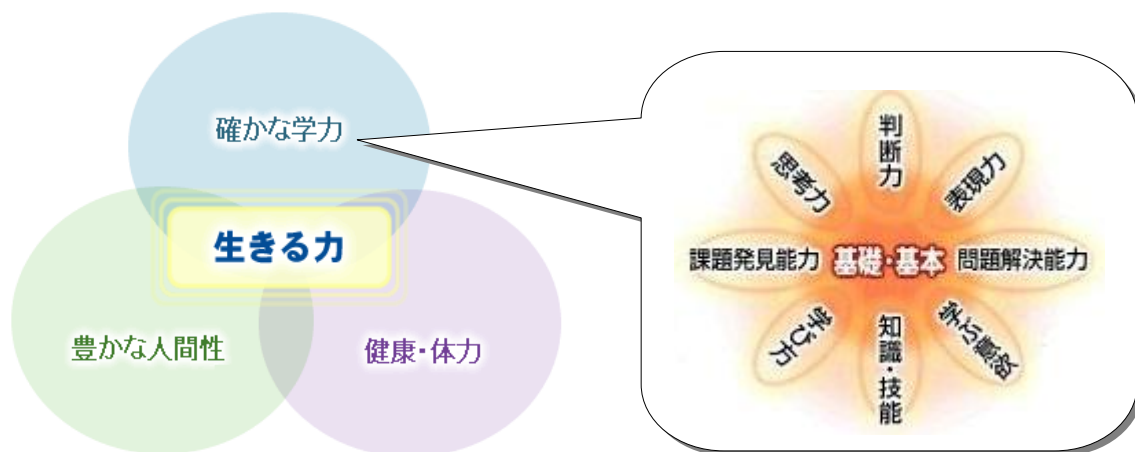 確かな学力
生きる力
豊かな人間性
健康・体力
判断力
思考力
表現力
課題発見能力
基礎・基本
問題解決能力
学び方
知識・技能
学ぶ意欲